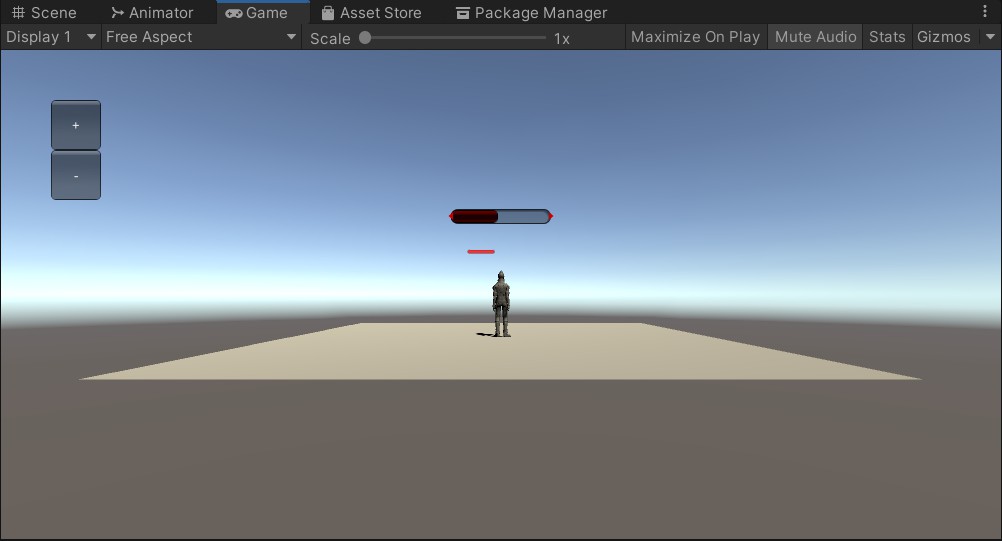 Scene Animator Game Asset Store Package Manager
Display 1 Free Aspect Scale 1x Maximize On Play Mute Audio Stats Gizmos
+
-